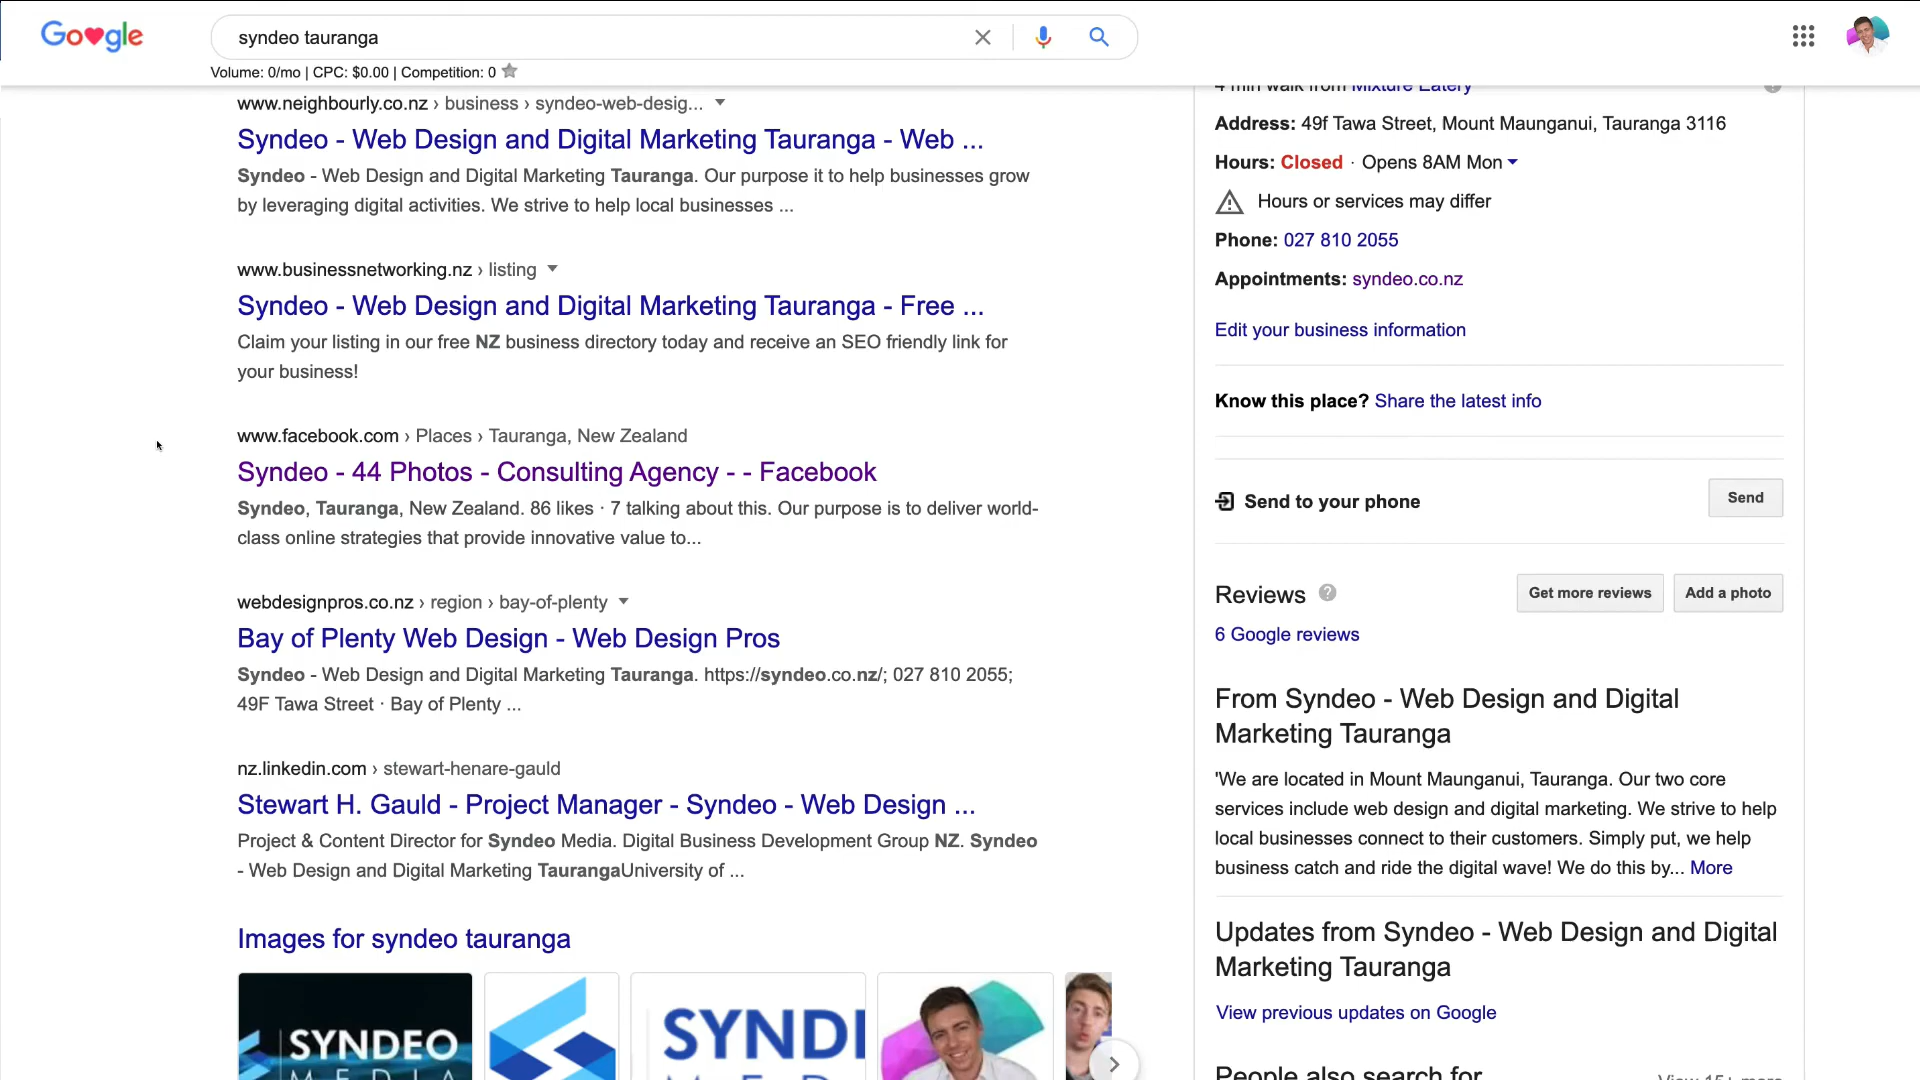 Google
syndeo tauranga
Volume: 0/mo | CPC: $0.00 | Competition: 0
www.neighbourly.co.nz › business › syndeo-web-desig...
Syndeo - Web Design and Digital Marketing Tauranga - Web ...
Syndeo - Web Design and Digital Marketing Tauranga. Our purpose it to help businesses grow
by leveraging digital activities. We strive to help local businesses ...
www.businessnetworking.nz › listing
Syndeo - Web Design and Digital Marketing Tauranga - Free ...
Claim your listing in our free NZ business directory today and receive an SEO friendly link for
your business!
www.facebook.com › Places › Tauranga, New Zealand
Syndeo - 44 Photos - Consulting Agency - - Facebook
Syndeo, Tauranga, New Zealand. 86 likes · 7 talking about this. Our purpose is to deliver world-
class online strategies that provide innovative value to...
webdesignpros.co.nz › region › bay-of-plenty
Bay of Plenty Web Design - Web Design Pros
Syndeo - Web Design and Digital Marketing Tauranga. https://syndeo.co.nz/; 027 810 2055;
49F Tawa Street · Bay of Plenty ...
nz.linkedin.com › stewart-henare-gauld
Stewart H. Gauld - Project Manager - Syndeo - Web Design ...
Project & Content Director for Syndeo Media. Digital Business Development Group NZ. Syndeo
- Web Design and Digital Marketing TaurangaUniversity of ...
Images for syndeo tauranga
SYNDEO
MEDIA
SYND
4 min walk from Mixture Eatery
Address: 49f Tawa Street, Mount Maunganui, Tauranga 3116
Hours: Closed · Opens 8AM Mon
Hours or services may differ
Phone: 027 810 2055
Appointments: syndeo.co.nz
Edit your business information
Know this place? Share the latest info
Send to your phone
Send
Reviews
Get more reviews
Add a photo
6 Google reviews
From Syndeo - Web Design and Digital
Marketing Tauranga
'We are located in Mount Maunganui, Tauranga. Our two core
services include web design and digital marketing. We strive to help
local businesses connect to their customers. Simply put, we help
business catch and ride the digital wave! We do this by... More
Updates from Syndeo - Web Design and Digital
Marketing Tauranga
View previous updates on Google
People also search for
View 15+ more